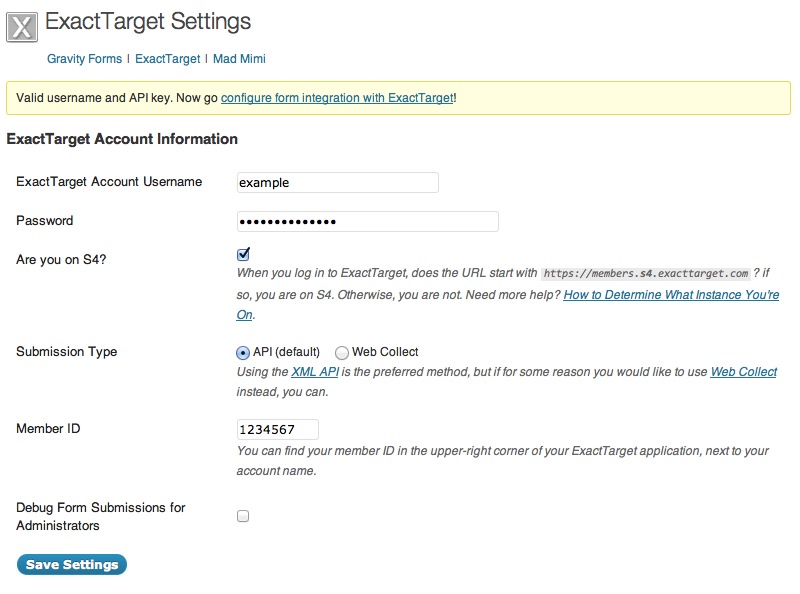 X
ExactTarget Settings
Gravity Forms | ExactTarget | Mad Mimi
Valid username and API key. Now go configure form integration with ExactTarget!
ExactTarget Account Information
ExactTarget Account Username
example
Password
••••••••••••••
Are you on S4?
When you log in to ExactTarget, does the URL start with https://members.s4.exacttarget.com ? if
so, you are on S4. Otherwise, you are not. Need more help? How to Determine What Instance You're
On.
Submission Type
API (default) Web Collect
Using the XML API is the preferred method, but if for some reason you would like to use Web Collect
instead, you can.
Member ID
1234567
You can find your member ID in the upper-right corner of your ExactTarget application, next to your
account name.
Debug Form Submissions for
Administrators
Save Settings